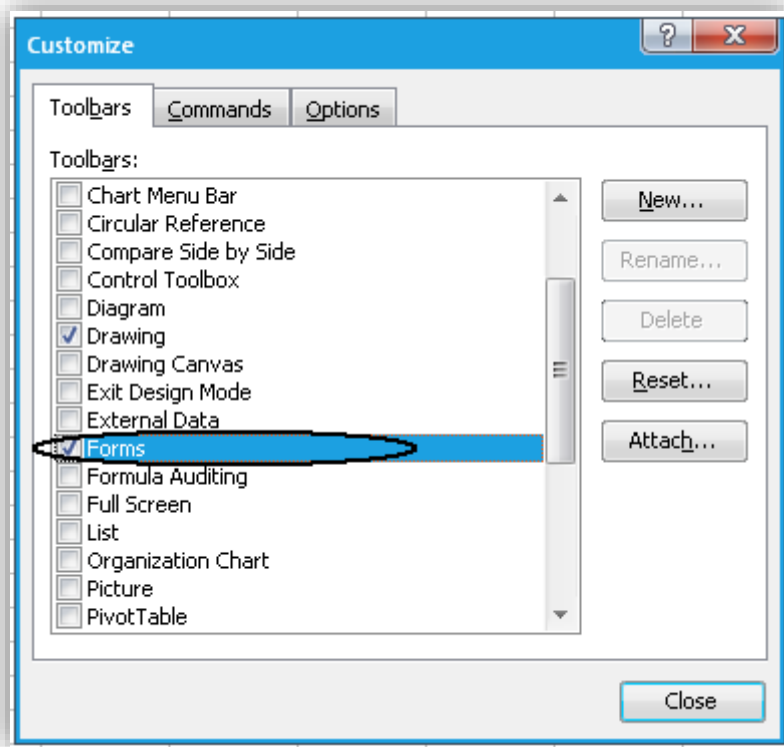 Customize
Toolbars Commands Options
Toolbars:
Chart Menu Bar
Circular Reference
Compare Side by Side
Control Toolbox
Diagram
Drawing
Drawing Canvas
Exit Design Mode
External Data
Forms
Formula Auditing
Full Screen
List
Organization Chart
Picture
PivotTable
New...
Rename...
Delete
Reset...
Attach...
Close